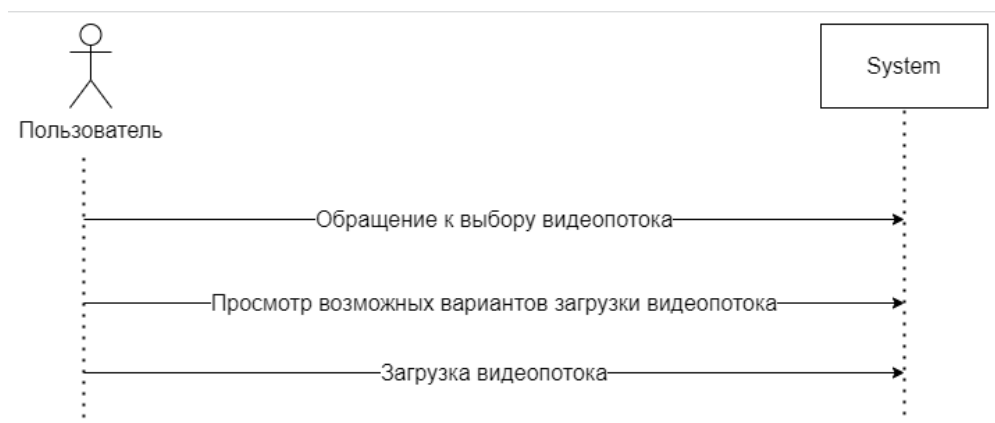 System
Пользователь
Обращение к выбору видеопотока
Просмотр возможных вариантов загрузки видеопотока
Загрузка видеопотока